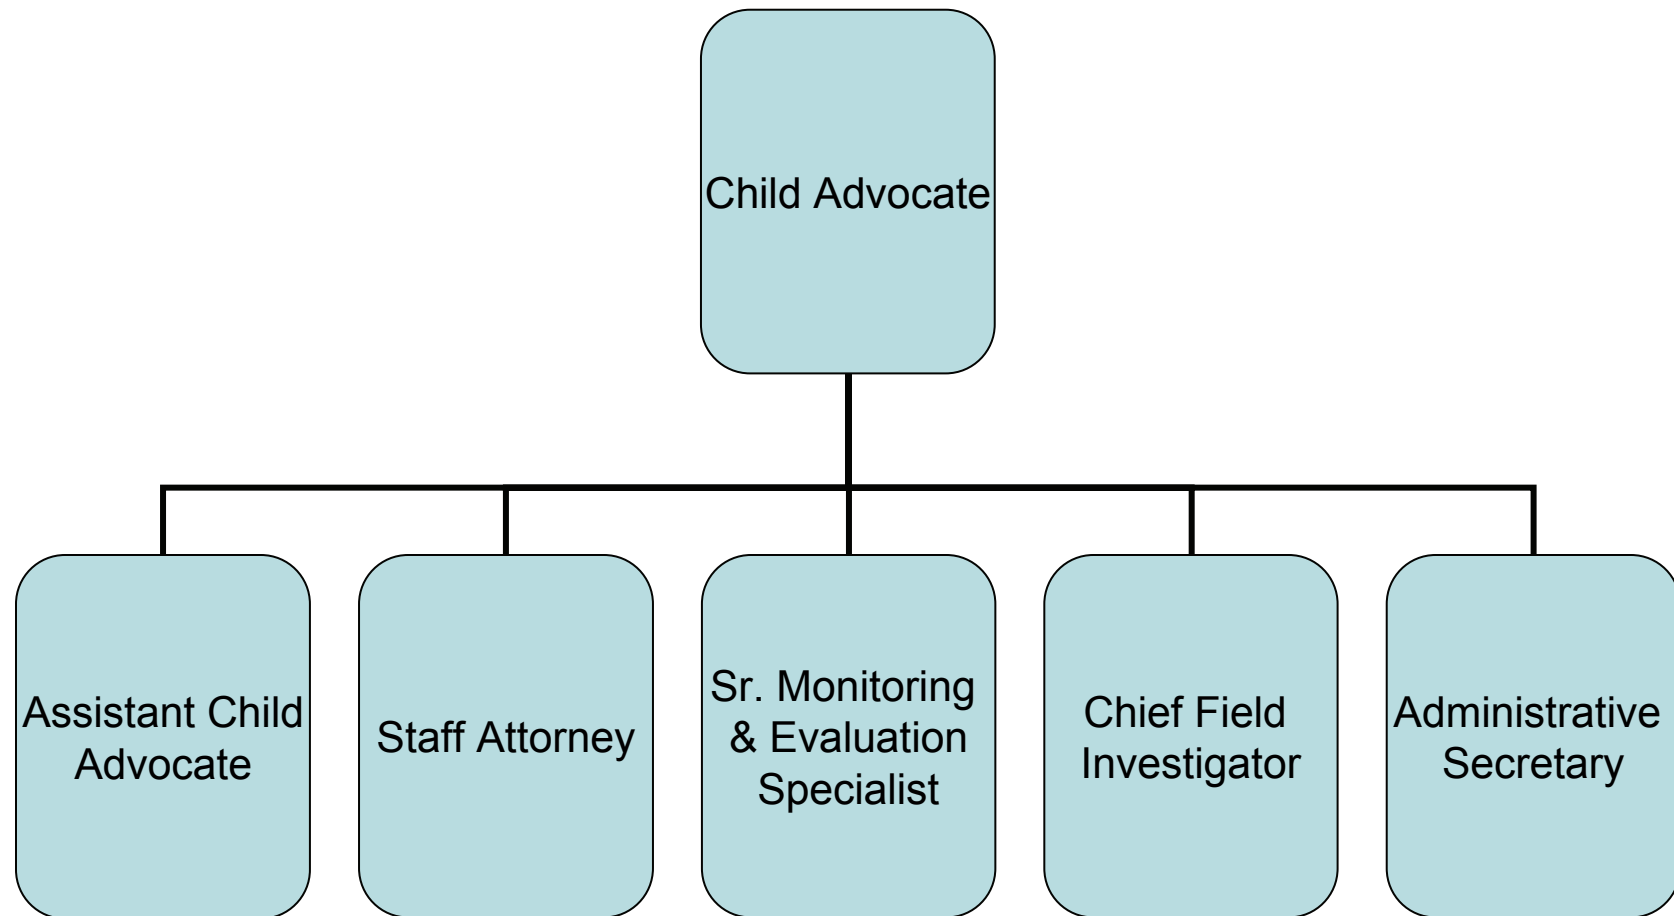 Child Advocate
Assistant Child
Advocate
Staff Attorney
Sr. Monitoring
& Evaluation
Specialist
Chief Field
Investigator
Administrative
Secretary